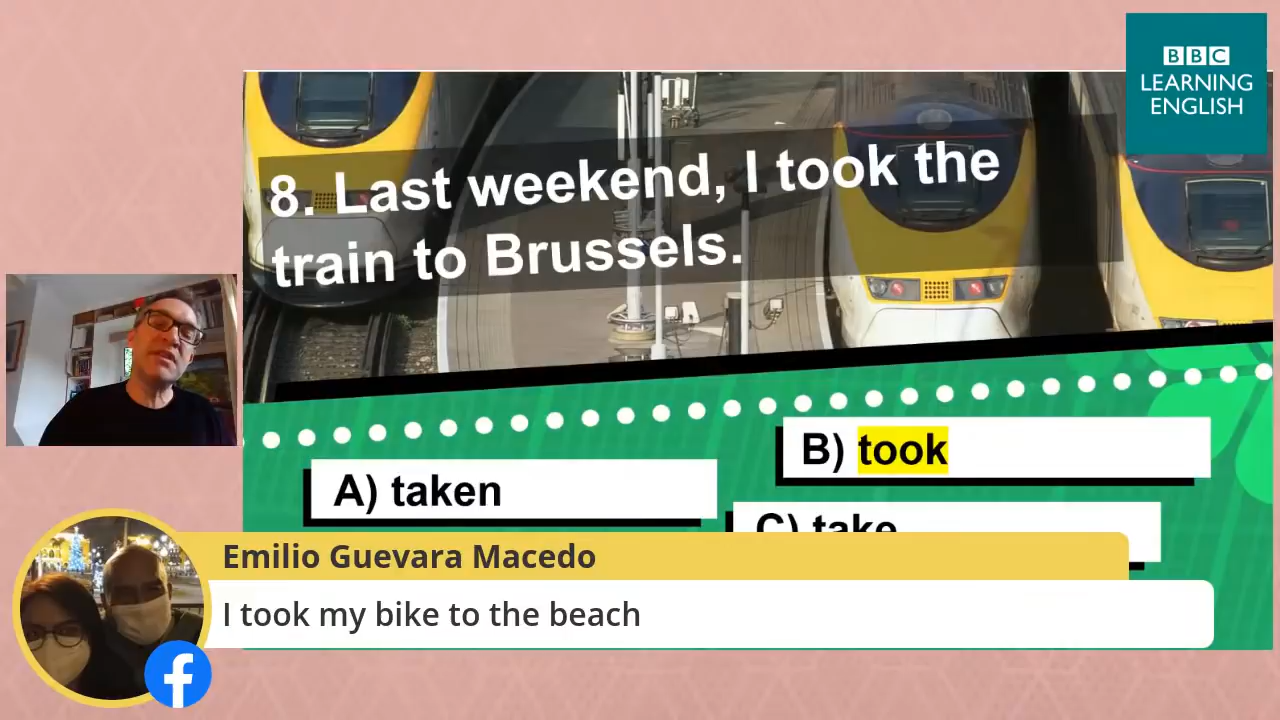 BBC
LEARNING
ENGLISH
8. Last weekend, I took the
train to Brussels.
A) taken
B) took
C) take
Emilio Guevara Macedo
I took my bike to the beach